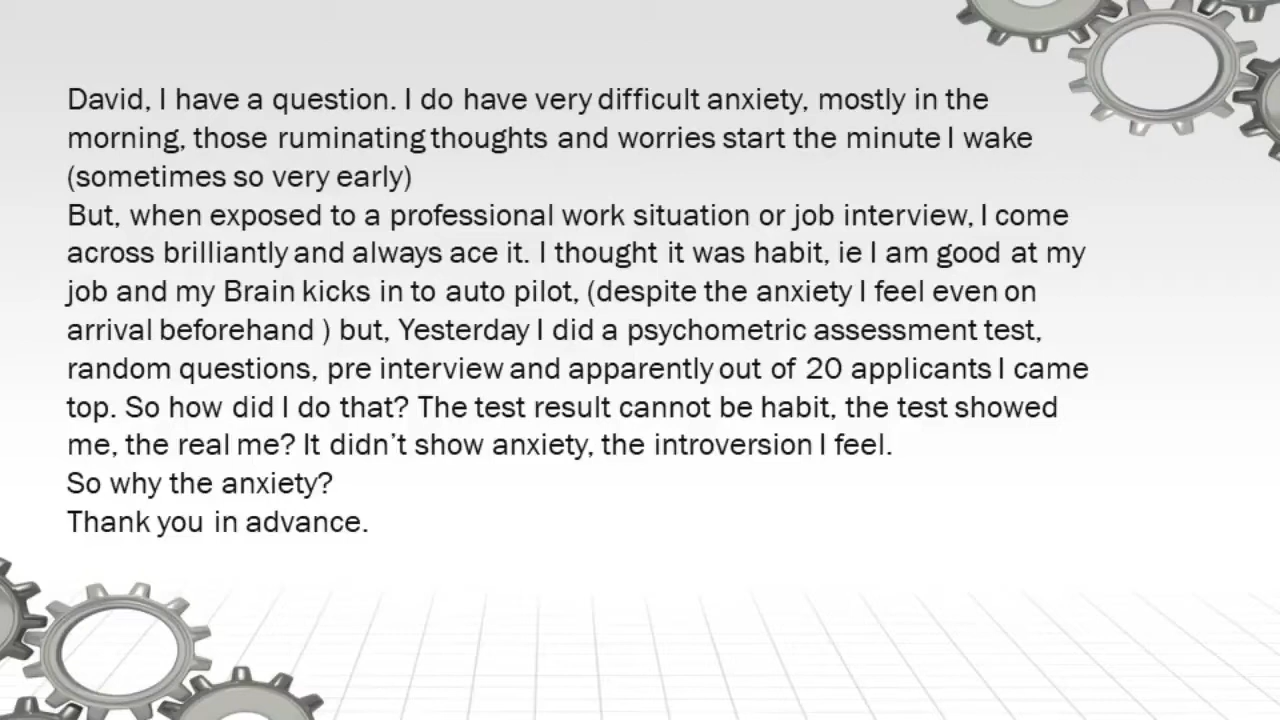 David, I have a question. I do have very difficult anxiety, mostly in the
morning, those ruminating thoughts and worries start the minute I wake
(sometimes so very early)
But, when exposed to a professional work situation or job interview, I come
across brilliantly and always ace it. I thought it was habit, ie I am good at my
job and my Brain kicks in to auto pilot, (despite the anxiety I feel even on
arrival beforehand ) but, Yesterday I did a psychometric assessment test,
random questions, pre interview and apparently out of 20 applicants I came
top. So how did I do that? The test result cannot be habit, the test showed
me, the real me? It didn’t show anxiety, the introversion I feel.
So why the anxiety?
Thank you in advance.